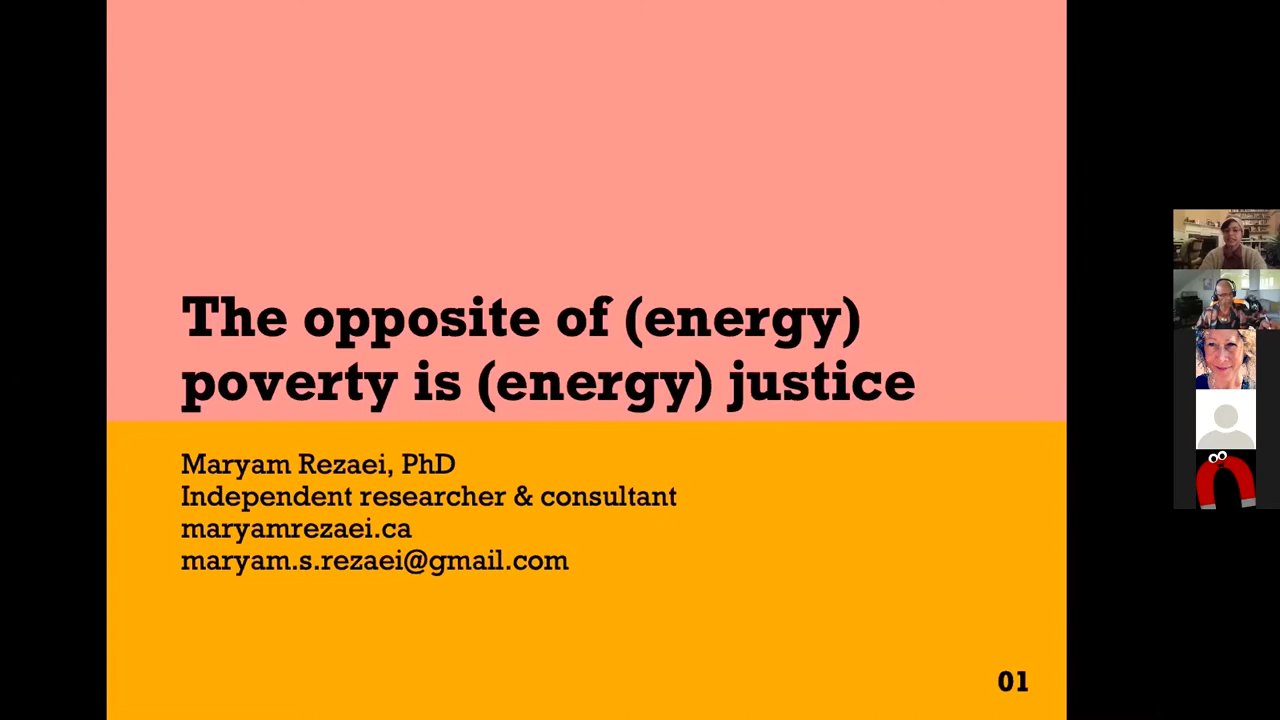 The opposite of (energy)
poverty is (energy) justice
Maryam Rezaei, PhD
Independent researcher & consultant
maryamrezaei.ca
maryam.s.rezaei@gmail.com
01